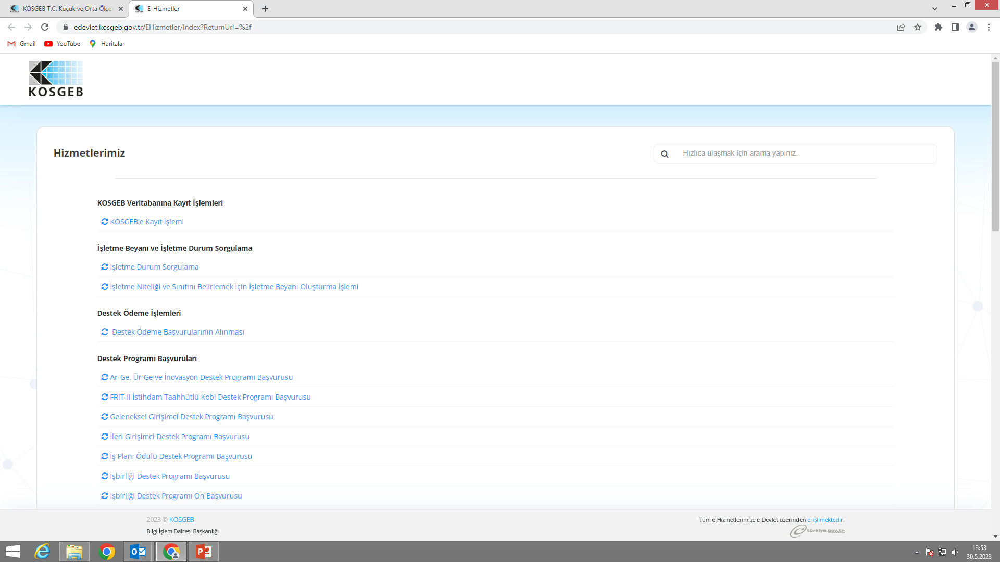 KOSGEB T.C. Küçük ve Orta Ölçek
E-Hizmetler
edevlet.kosgeb.gov.tr/EHizmetler/Index?ReturnUrl=%2f
Gmail
YouTube
Haritalar
KOSGEB
Hizmetlerimiz
Hızlıca ulaşmak için arama yapınız.
KOSGEB Veritabanına Kayıt İşlemleri
KOSGEB'e Kayıt İşlemi
İşletme Beyanı ve İşletme Durum Sorgulama
İşletme Durum Sorgulama
İşletme Niteliği ve Sınıfını Belirlemek İçin İşletme Beyanı Oluşturma İşlemi
Destek Ödeme İşlemleri
Destek Ödeme Başvurularının Alınması
Destek Programı Başvuruları
Ar-Ge, Ür-Ge ve İnovasyon Destek Programı Başvurusu
FRIT-II İstihdam Taahhütlü Kobi Destek Programı Başvurusu
Geleneksel Girişimci Destek Programı Başvurusu
İleri Girişimci Destek Programı Başvurusu
İş Planı Ödülü Destek Programı Başvurusu
İşbirliği Destek Programı Başvurusu
İşbirliği Destek Programı Ön Başvurusu
2023 © KOSGEB
Bilgi İşlem Dairesi Başkanlığı
Tüm e-Hizmetlerimize e-Devlet üzerinden erişilmektedir.
türkiye.gov.tr
13:53
30.5.2023